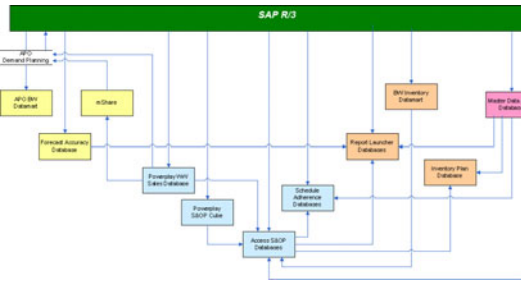 SAP R/3
APO
Demand Planning
APO BW
Datamart
mShare
BW Inventory
Datamart
Master Data
Database
Forecast Accuracy
Database
Report Launcher
Databases
Inventory Plan
Database
Powerplay
Sales Database
Schedule
Adherence
Databases
Powerplay
S&OP Cube
Access S&OP
Databases